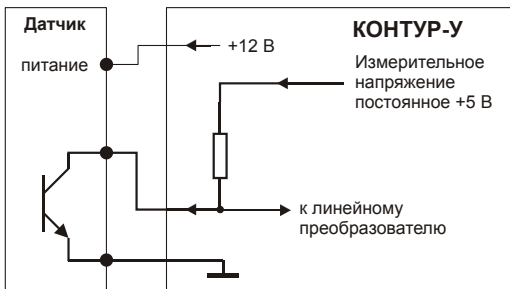 Датчик
КОНТУР-У
+12 В
питание
Измерительное
напряжение
постоянное +5 В
к линейному
преобразователю